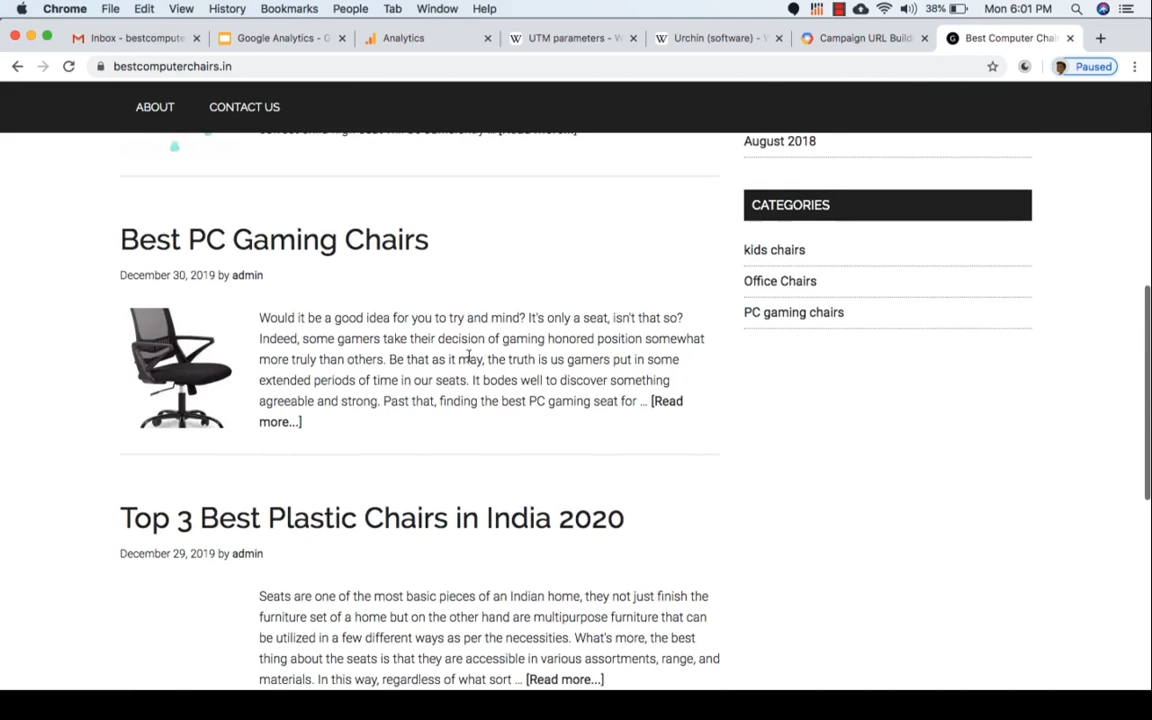 Chrome File Edit View History Bookmarks People Tab Window Help 38% Mon 6:01 PM
Inbox - bestcompute Google Analytics - G Analytics UTM parameters - W Urchin (software) - W Campaign URL Build Best Computer Chai
bestcomputerchairs.in Paused
ABOUT CONTACT US
[Read more...]
August 2018
CATEGORIES
kids chairs
Office Chairs
PC gaming chairs
Best PC Gaming Chairs
December 30, 2019 by admin
Would it be a good idea for you to try and mind? It's only a seat, isn't that so?
Indeed, some gamers take their decision of gaming honored position somewhat
more truly than others. Be that as it may, the truth is us gamers put in some
extended periods of time in our seats. It bodes well to discover something
agreeable and strong. Past that, finding the best PC gaming seat for ... [Read
more...]
Top 3 Best Plastic Chairs in India 2020
December 29, 2019 by admin
Seats are one of the most basic pieces of an Indian home, they not just finish the
furniture set of a home but on the other hand are multipurpose furniture that can
be utilized in a few different ways as per the necessities. What's more, the best
thing about the seats is that they are accessible in various assortments, range, and
materials. In this way, regardless of what sort ... [Read more...]